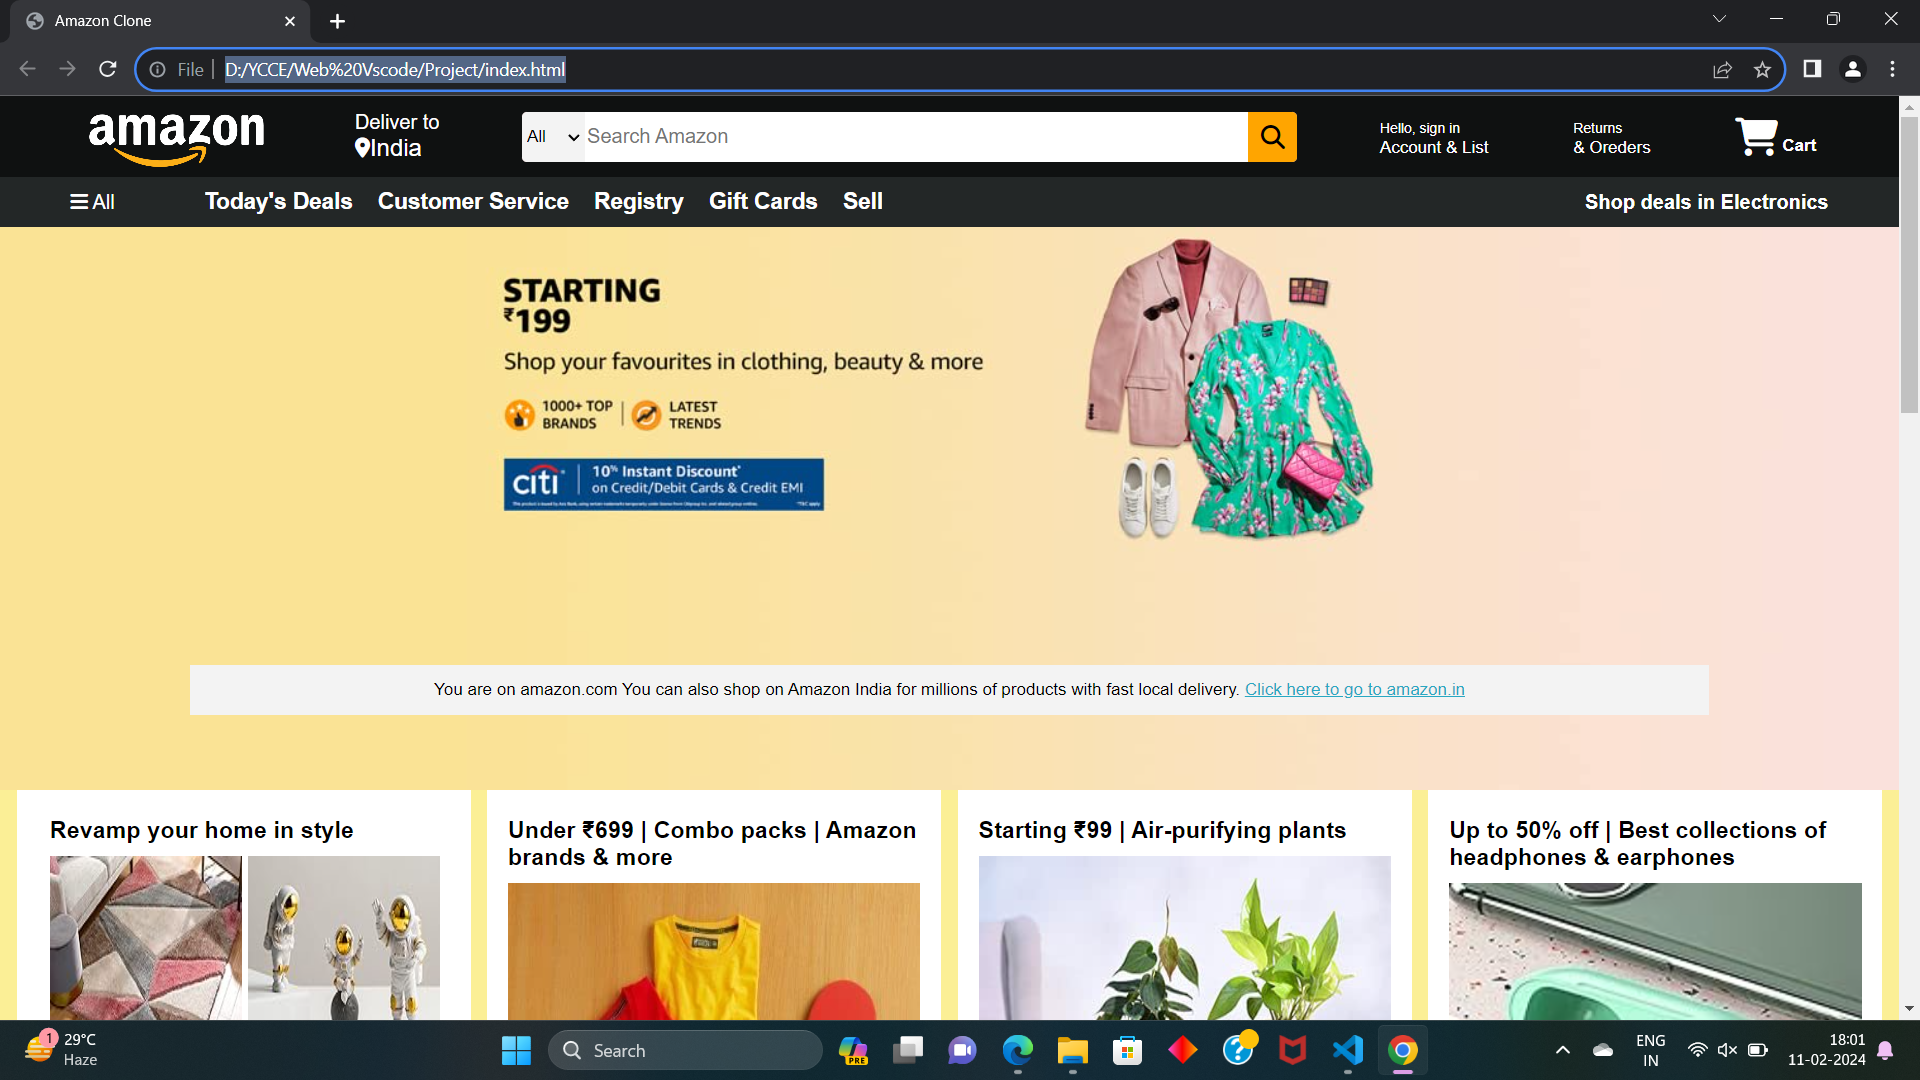 Amazon Clone
File
D:/YCCE/Web%20Vscode/Project/index.html
amazon
Deliver to
India
All
Search Amazon
Hello, sign in
Account & List
Returns
& Oreders
Cart
All
Today's Deals
Customer Service
Registry
Gift Cards
Sell
Shop deals in Electronics
STARTING
₹199
Shop your favourites in clothing, beauty & more
1000+ TOP
BRANDS
LATEST
TRENDS
citi
10% Instant Discount*
on Credit/Debit Cards & Credit EMI
You are on amazon.com You can also shop on Amazon India for millions of products with fast local delivery. Click here to go to amazon.in
Revamp your home in style
Under ₹699 | Combo packs | Amazon
brands & more
Starting ₹99 | Air-purifying plants
Up to 50% off | Best collections of
headphones & earphones
1
29°C
Haze
Search
PRE
ENG
IN
18:01
11-02-2024